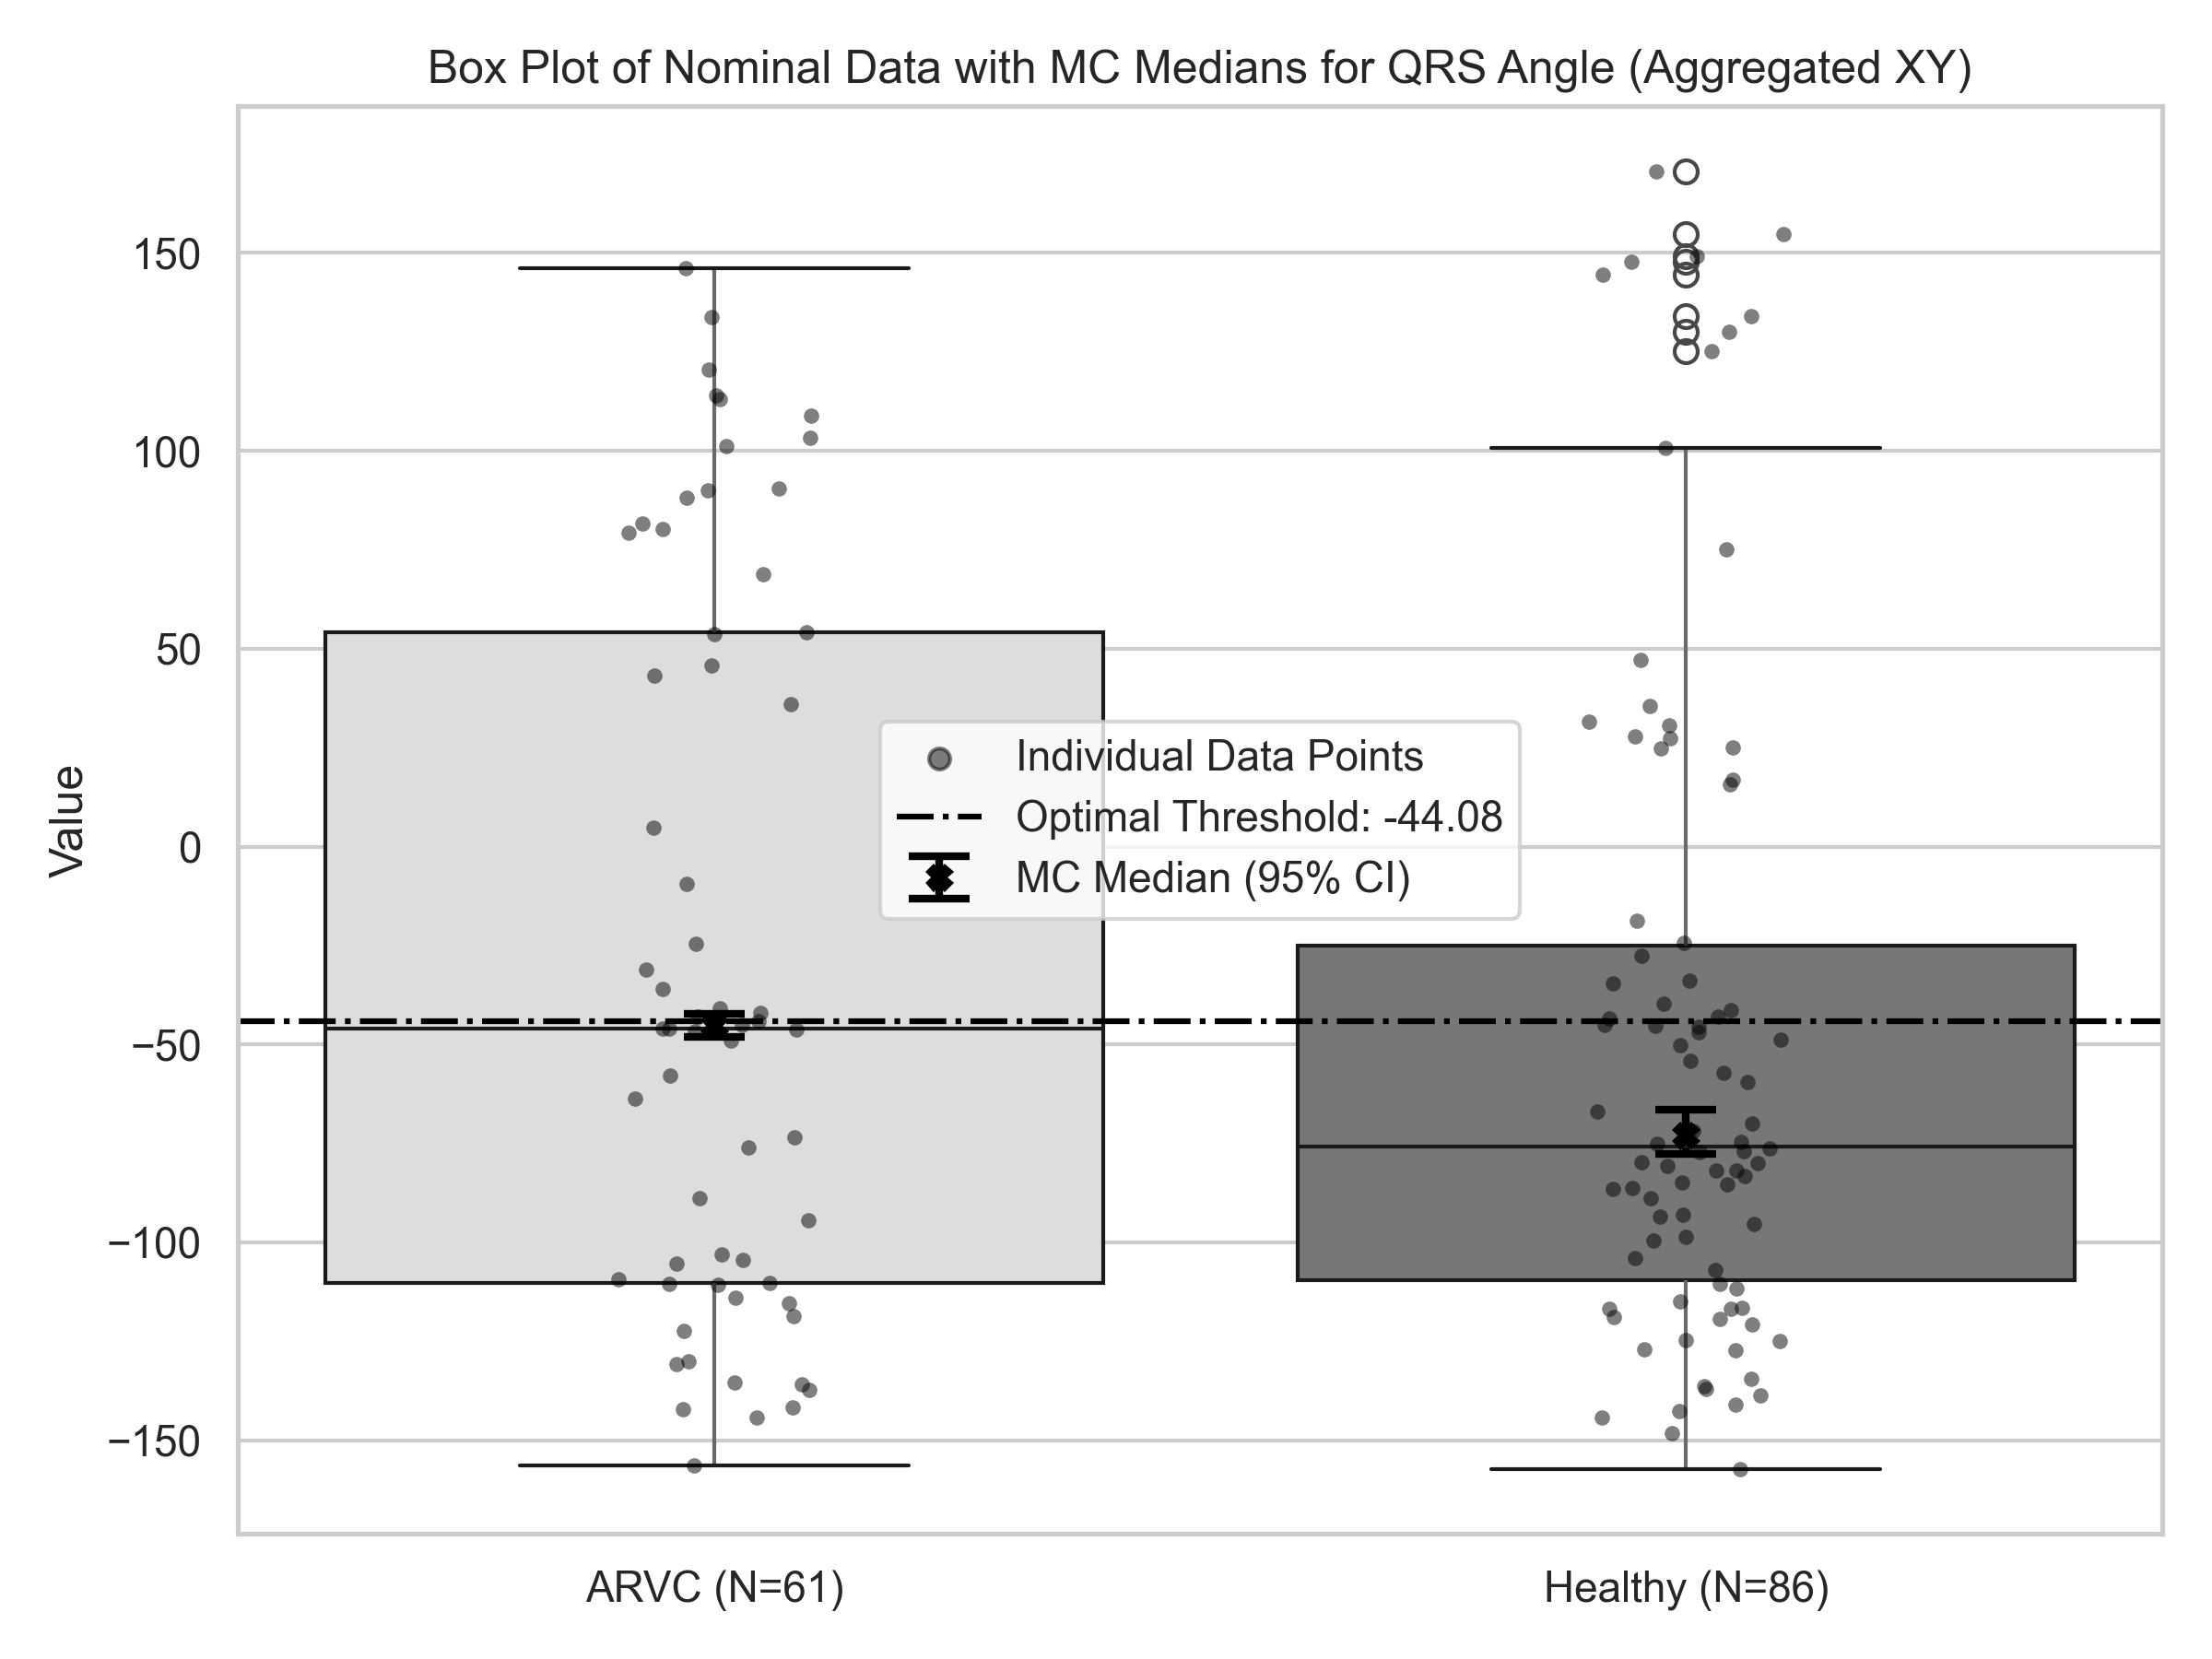 Box Plot of Nominal Data with MC Medians for QRS Angle (Aggregated XY)
Value
150
100
50
0
−50
−100
−150
Individual Data Points
Optimal Threshold: -44.08
MC Median (95% CI)
ARVC (N=61)
Healthy (N=86)